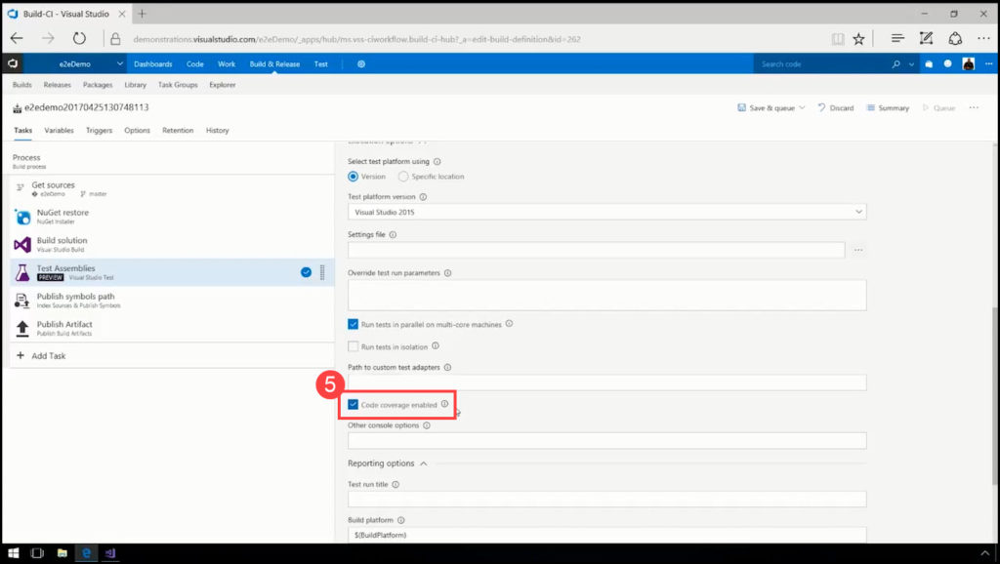 Build-CI - Visual Studio
demonstrations.visualstudio.com/e2eDemo/_apps/hub/ms.vss-ciworkflow.build-ci-hub?_a=edit-build-definition&id=262
e2eDemo Dashboards Code Work Build & Release Test Search code
Builds Releases Packages Library Task Groups Explorer
e2edemo20170425130748113 Save & queue Discard Summary Queue
Tasks Variables Triggers Options Retention History
Process
Build process
Get sources
e2eDemo master
NuGet restore
NuGet Installer
Build solution
Visual Studio Build
Test Assemblies
PREVIEW Visual Studio Test
Publish symbols path
Index Sources & Publish Symbols
Publish Artifact
Publish Build Artifacts
Add Task
Execution options
Select test platform using
Version Specific location
Test platform version
Visual Studio 2015
Settings file
Override test run parameters
Run tests in parallel on multi-core machines
Run tests in isolation
Path to custom test adapters
5
Code coverage enabled
Other console options
Reporting options
Test run title
Build platform
$(BuildPlatform)